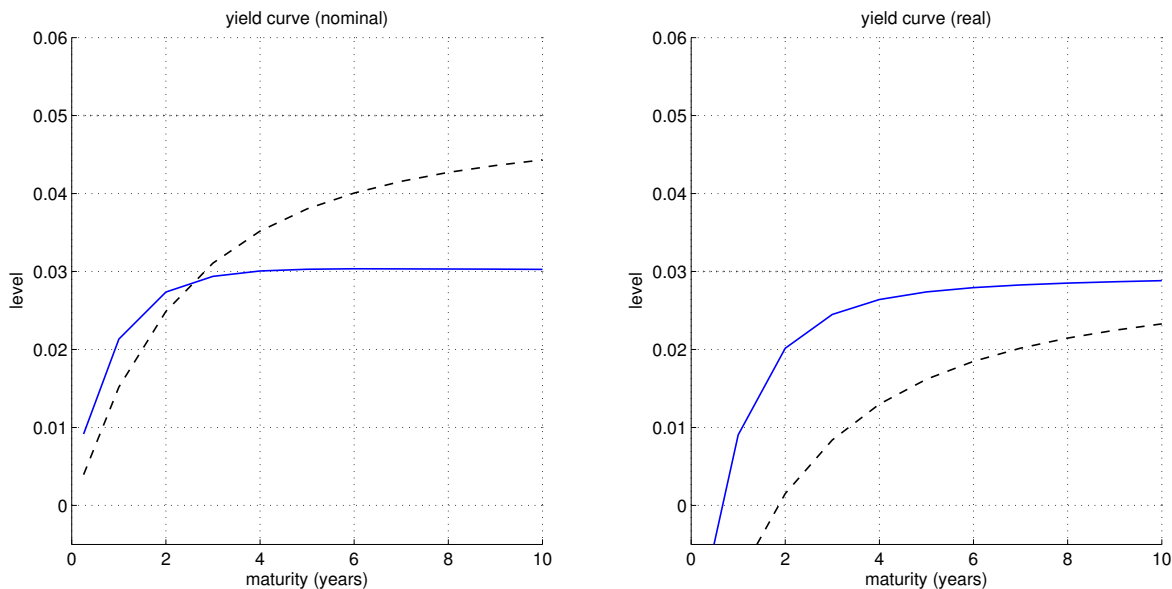 yield curve (nominal)
0.06
0.05
0.04
0.03
0.02
0.01
0
level
0 2 4 6 8 10
maturity (years)
yield curve (real)
0.06
0.05
0.04
0.03
0.02
0.01
0
level
0 2 4 6 8 10
maturity (years)